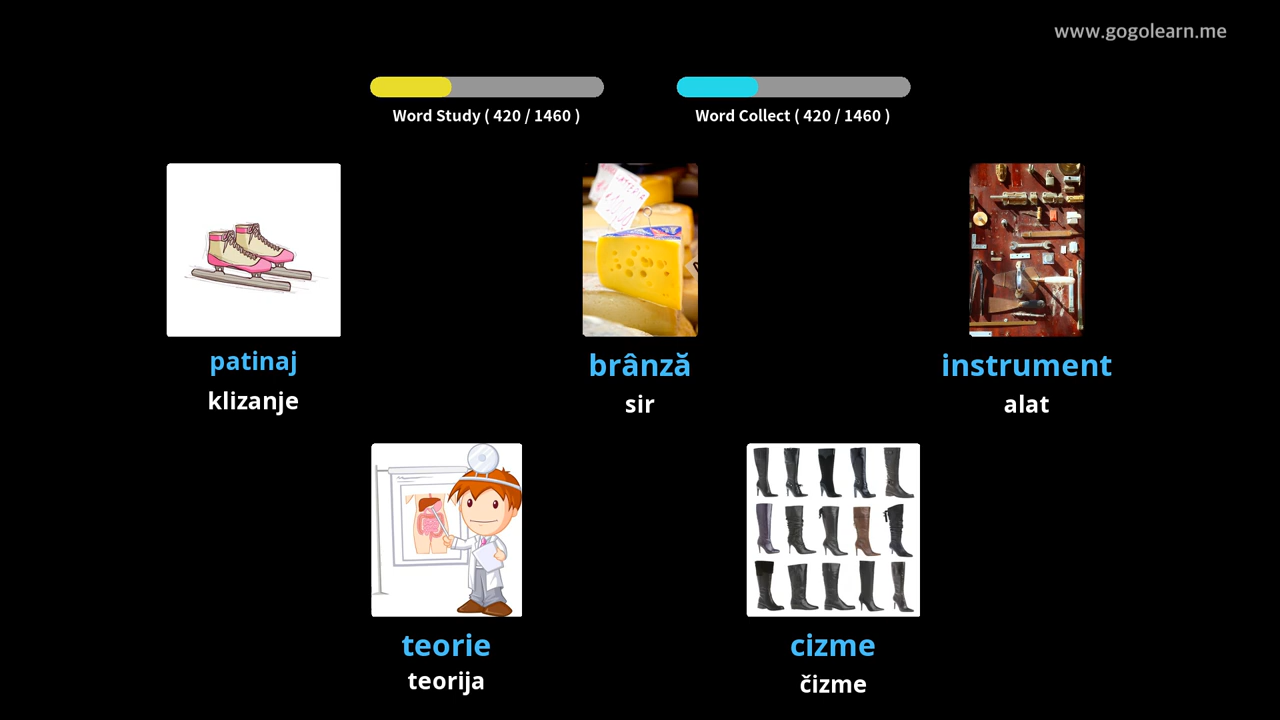 www.gogolearn.me
Word Study ( 420 / 1460 )
Word Collect ( 420 / 1460 )
patinaj
klizanje
brânză
sir
instrument
alat
teorie
teorija
cizme
čizme